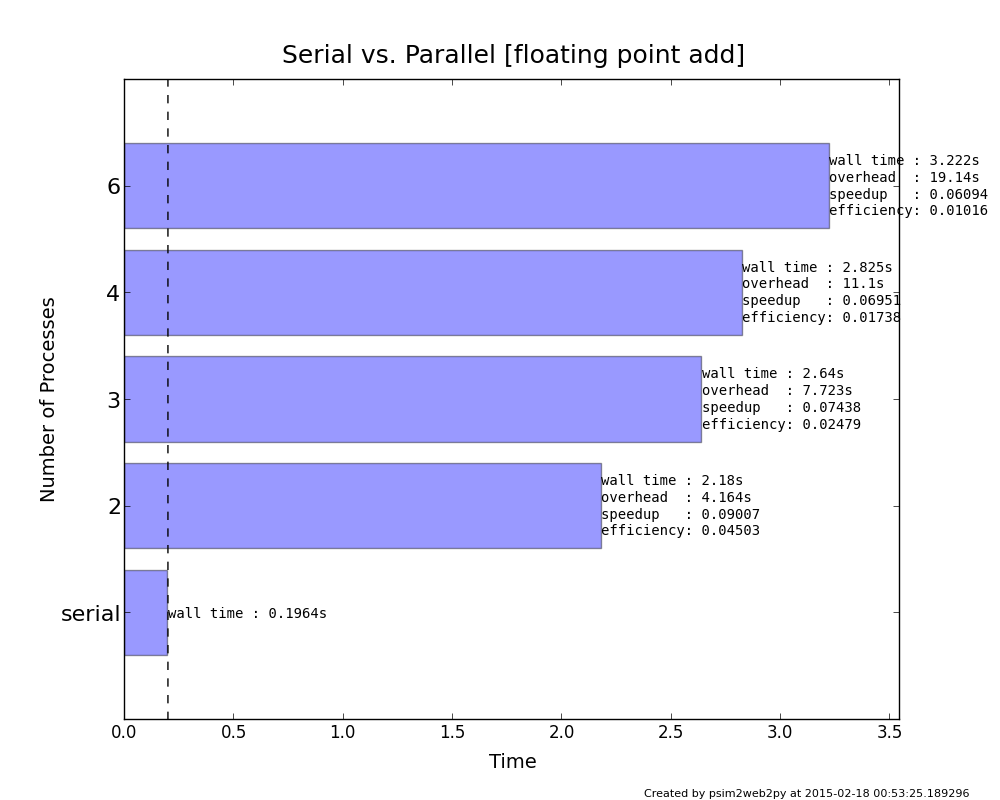 Serial vs. Parallel [floating point add]
6
wall time : 3.222s
overhead  : 19.14s
speedup   : 0.06094
efficiency: 0.01016
4
wall time : 2.825s
overhead  : 11.1s
speedup   : 0.06951
efficiency: 0.01738
3
wall time : 2.64s
overhead  : 7.723s
speedup   : 0.07438
efficiency: 0.02479
2
wall time : 2.18s
overhead  : 4.164s
speedup   : 0.09007
efficiency: 0.04503
serial
wall time : 0.1964s
Number of Processes
0.0 0.5 1.0 1.5 2.0 2.5 3.0 3.5
Time
Created by psim2web2py at 2015-02-18 00:53:25.189296